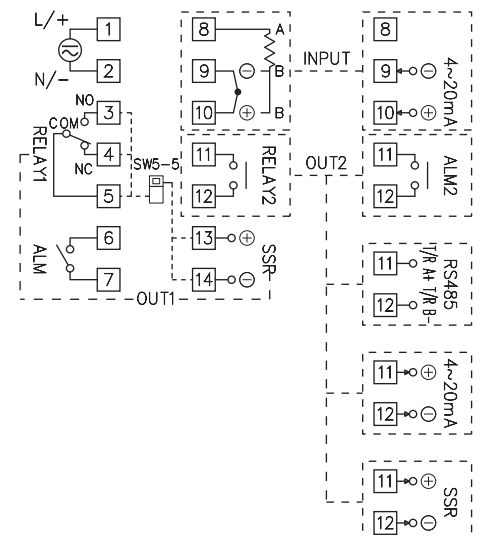 L/+
1
N/-
2
NO
3
COM
4
NC
5
RELAY1
SW5-5
ALM
6
7
OUT1
8
A
9
⊖
B
10
⊕
B
INPUT
8
9
⊖
10
⊕
4~20mA
11
12
RELAY2
OUT2
11
12
ALM2
13
⊕
14
⊖
SSR
11
T/R A+
12
T/R B-
RS485
11
⊕
12
⊖
4~20mA
11
⊕
12
⊖
SSR